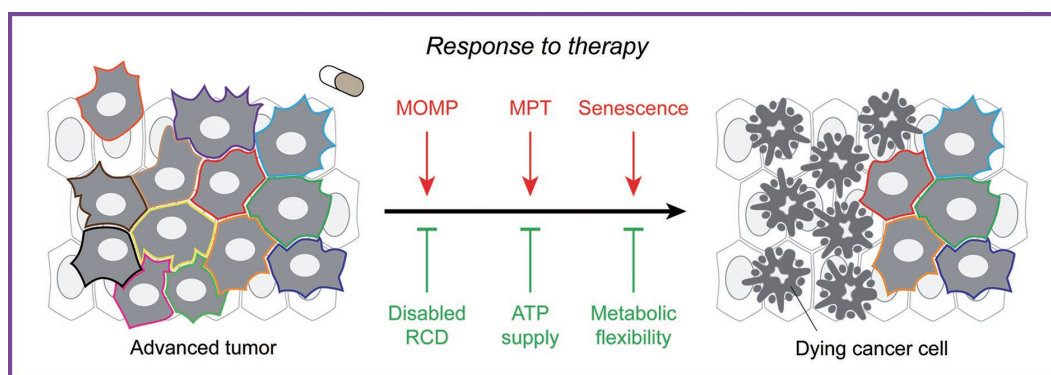 Response to therapy
MOMP
MPT
Senescence
Disabled
RCD
ATP
supply
Metabolic
flexibility
Advanced tumor
Dying cancer cell